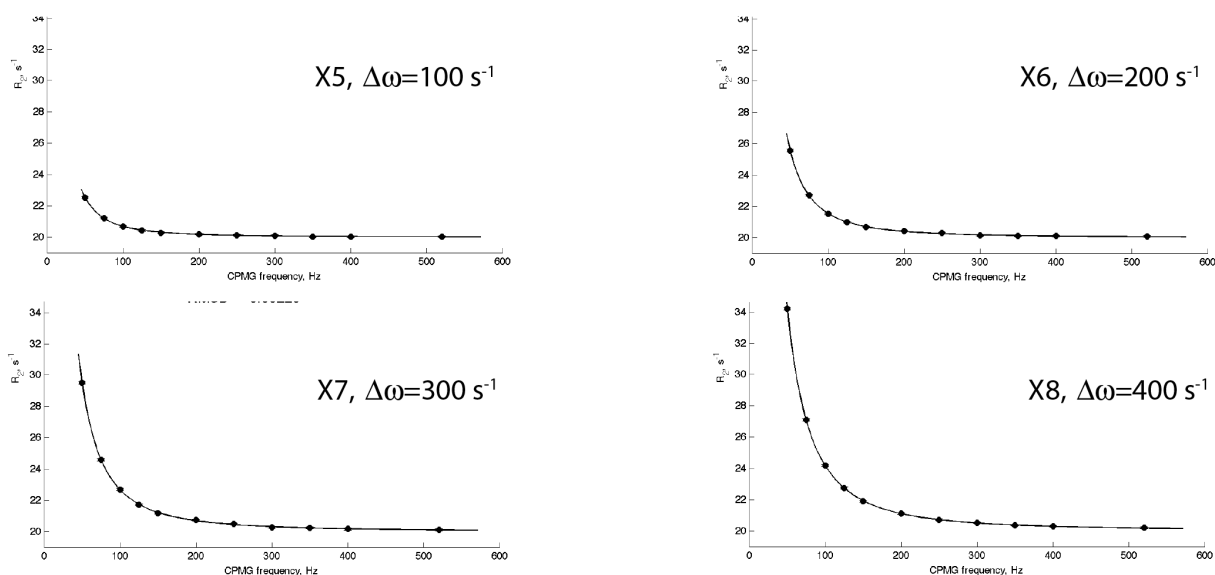 34
32
30
28
26
24
22
20
R₂, s⁻¹
X5, Δω=100 s⁻¹
0 100 200 300 400 500 600
CPMG frequency, Hz
34
32
30
28
26
24
22
20
R₂, s⁻¹
X6, Δω=200 s⁻¹
0 100 200 300 400 500 600
CPMG frequency, Hz
34
32
30
28
26
24
22
20
R₂, s⁻¹
X7, Δω=300 s⁻¹
0 100 200 300 400 500 600
CPMG frequency, Hz
34
32
30
28
26
24
22
20
R₂, s⁻¹
X8, Δω=400 s⁻¹
0 100 200 300 400 500 600
CPMG frequency, Hz